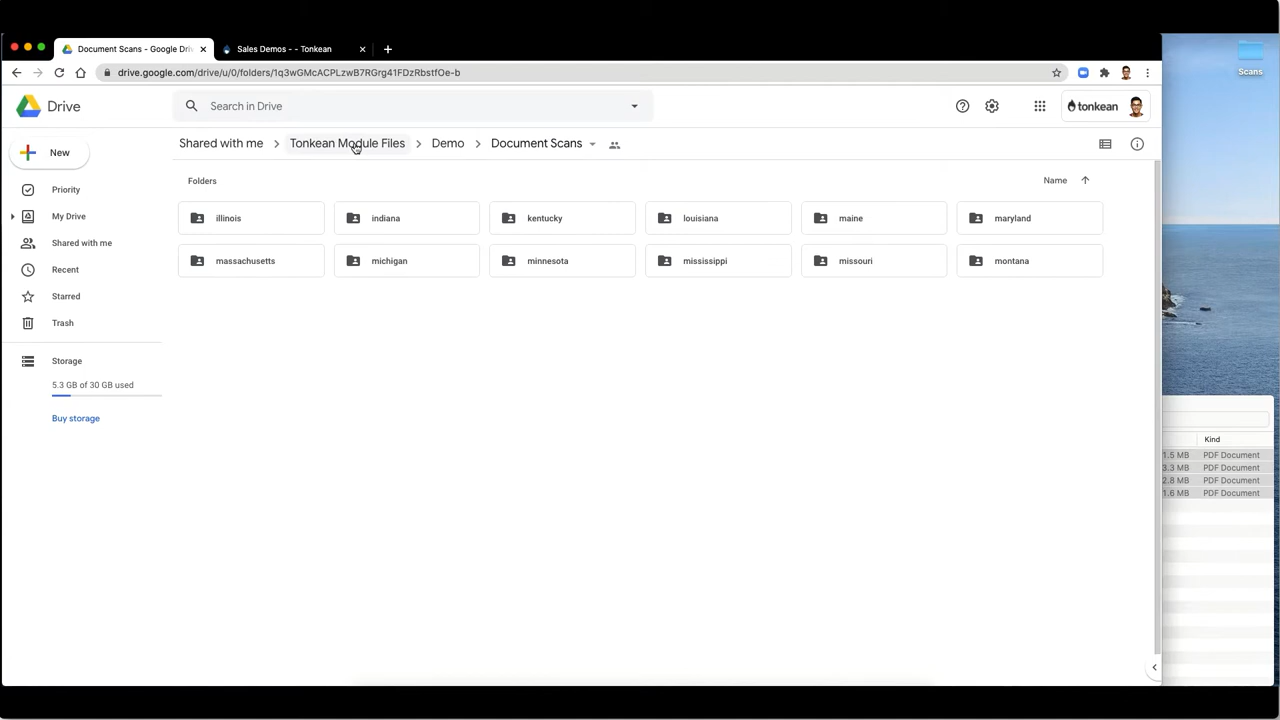 Document Scans - Google Dri
Sales Demos - - Tonkean
drive.google.com/drive/u/0/folders/1q3wGMcACPLzwB7RGrg41FDzRbstfOe-b
Scans
Drive
Search in Drive
tonkean
New
Shared with me
Tonkean Module Files
Demo
Document Scans
Priority
My Drive
Shared with me
Recent
Starred
Trash
Storage
5.3 GB of 30 GB used
Buy storage
Folders
Name
illinois
indiana
kentucky
louisiana
maine
maryland
massachusetts
michigan
minnesota
mississippi
missouri
montana
Kind
1.5 MB PDF Document
3.3 MB PDF Document
2.8 MB PDF Document
1.6 MB PDF Document